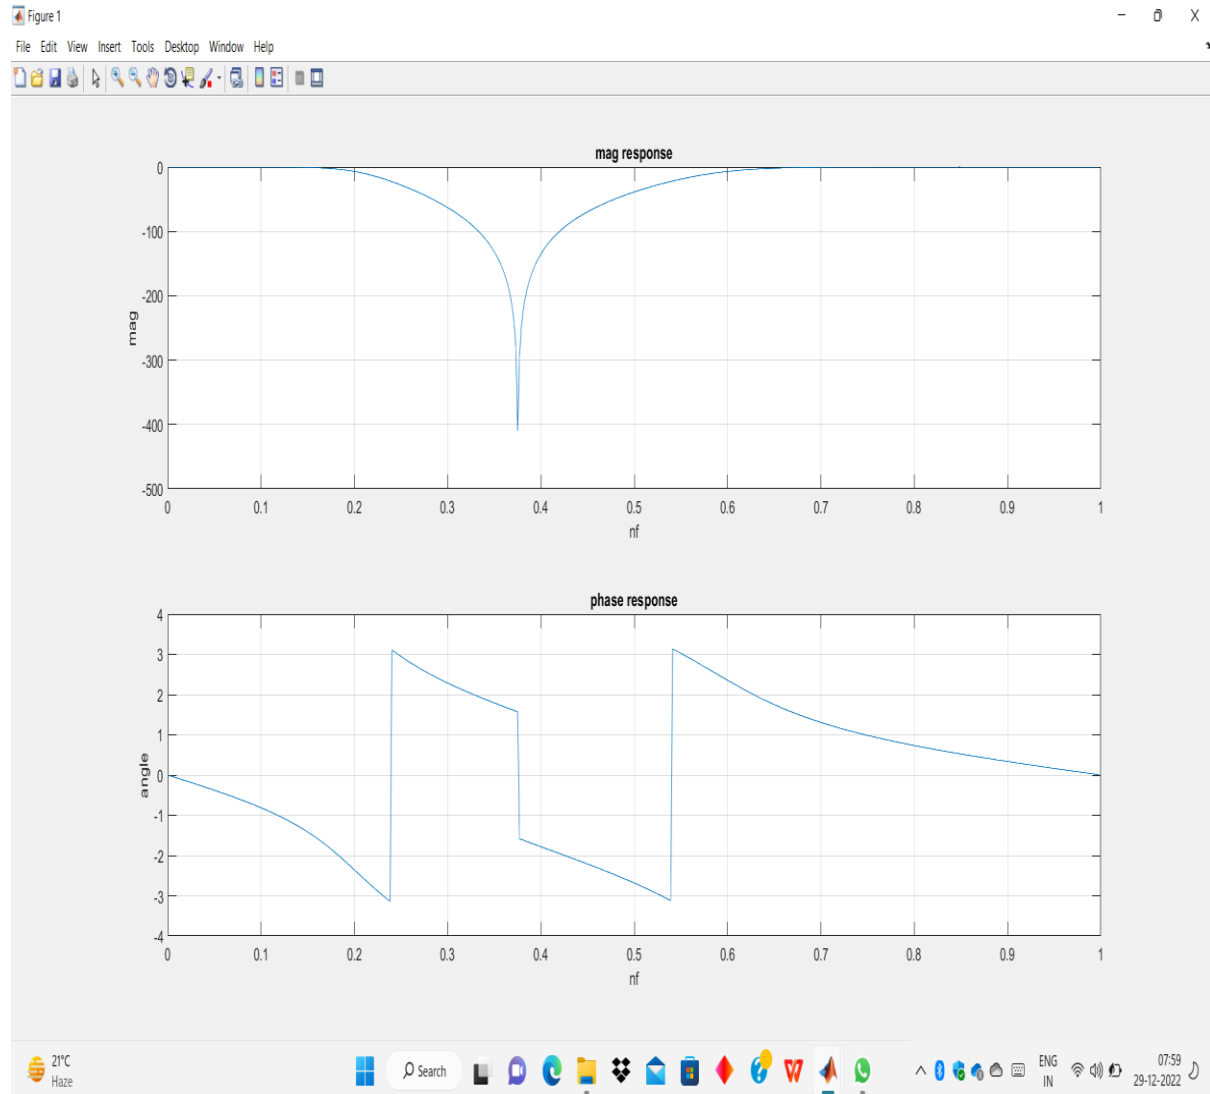 Figure 1
File Edit View Insert Tools Desktop Window Help
mag response
0
-100
-200
-300
-400
-500
mag
0 0.1 0.2 0.3 0.4 0.5 0.6 0.7 0.8 0.9 1
nf
phase response
4
3
2
1
0
-1
-2
-3
-4
angle
0 0.1 0.2 0.3 0.4 0.5 0.6 0.7 0.8 0.9 1
nf
21°C
Haze
Search
ENG
IN
07:59
29-12-2022